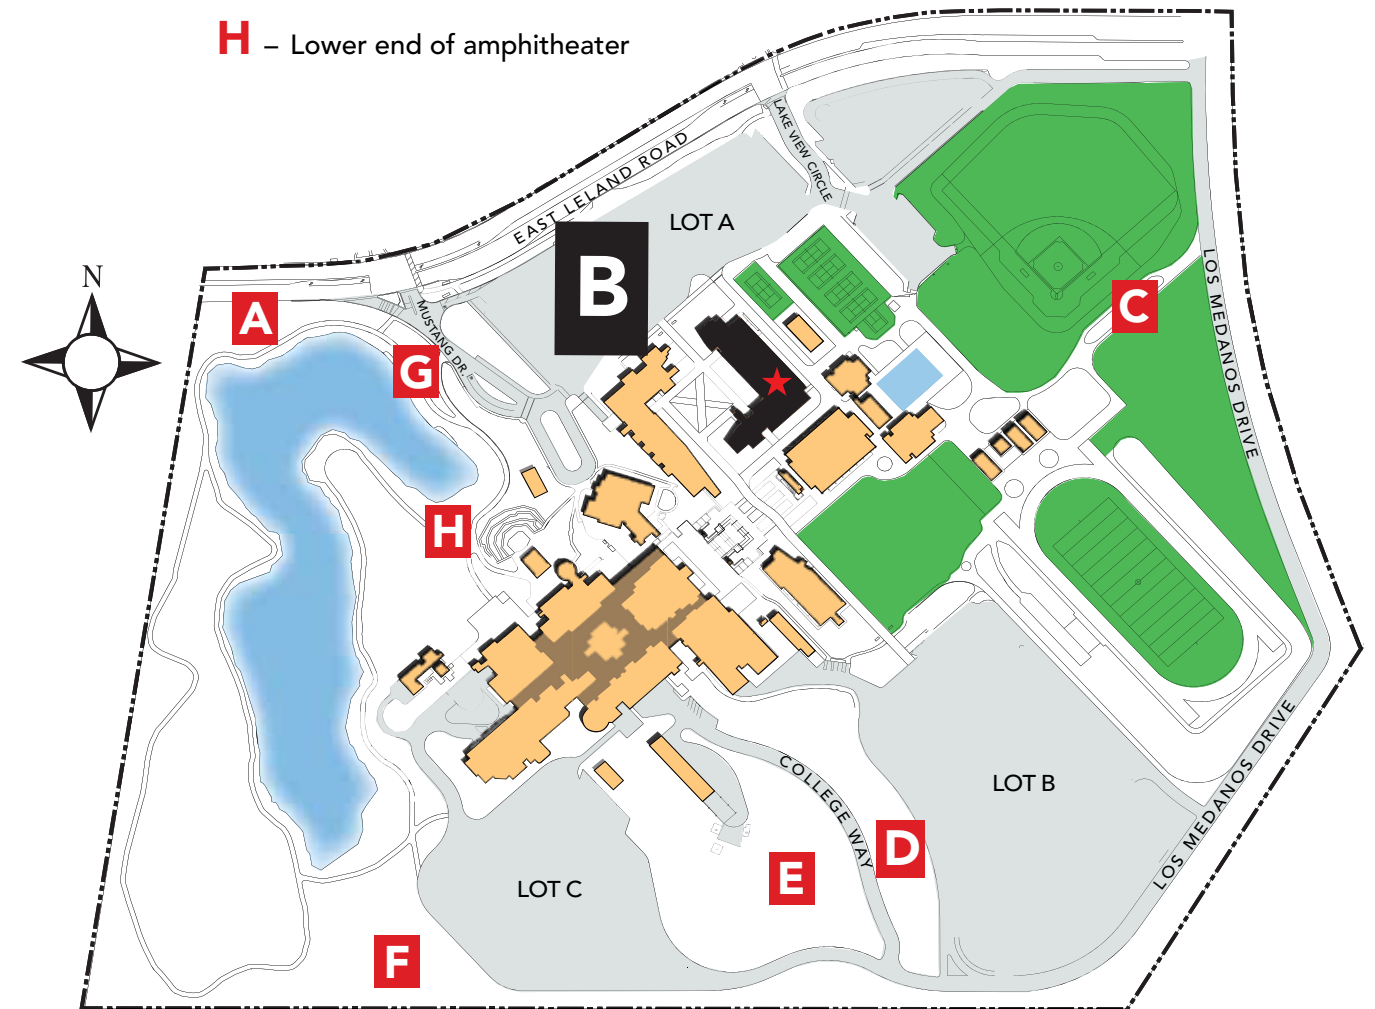 H – Lower end of amphitheater
EAST LELAND ROAD
LAKE VIEW CIRCLE
LOT A
B
N
A
MUSTANG DR.
G
C
LOS MEDANOS DRIVE
H
COLLEGE WAY
LOT B
LOS MEDANOS DRIVE
D
E
LOT C
F